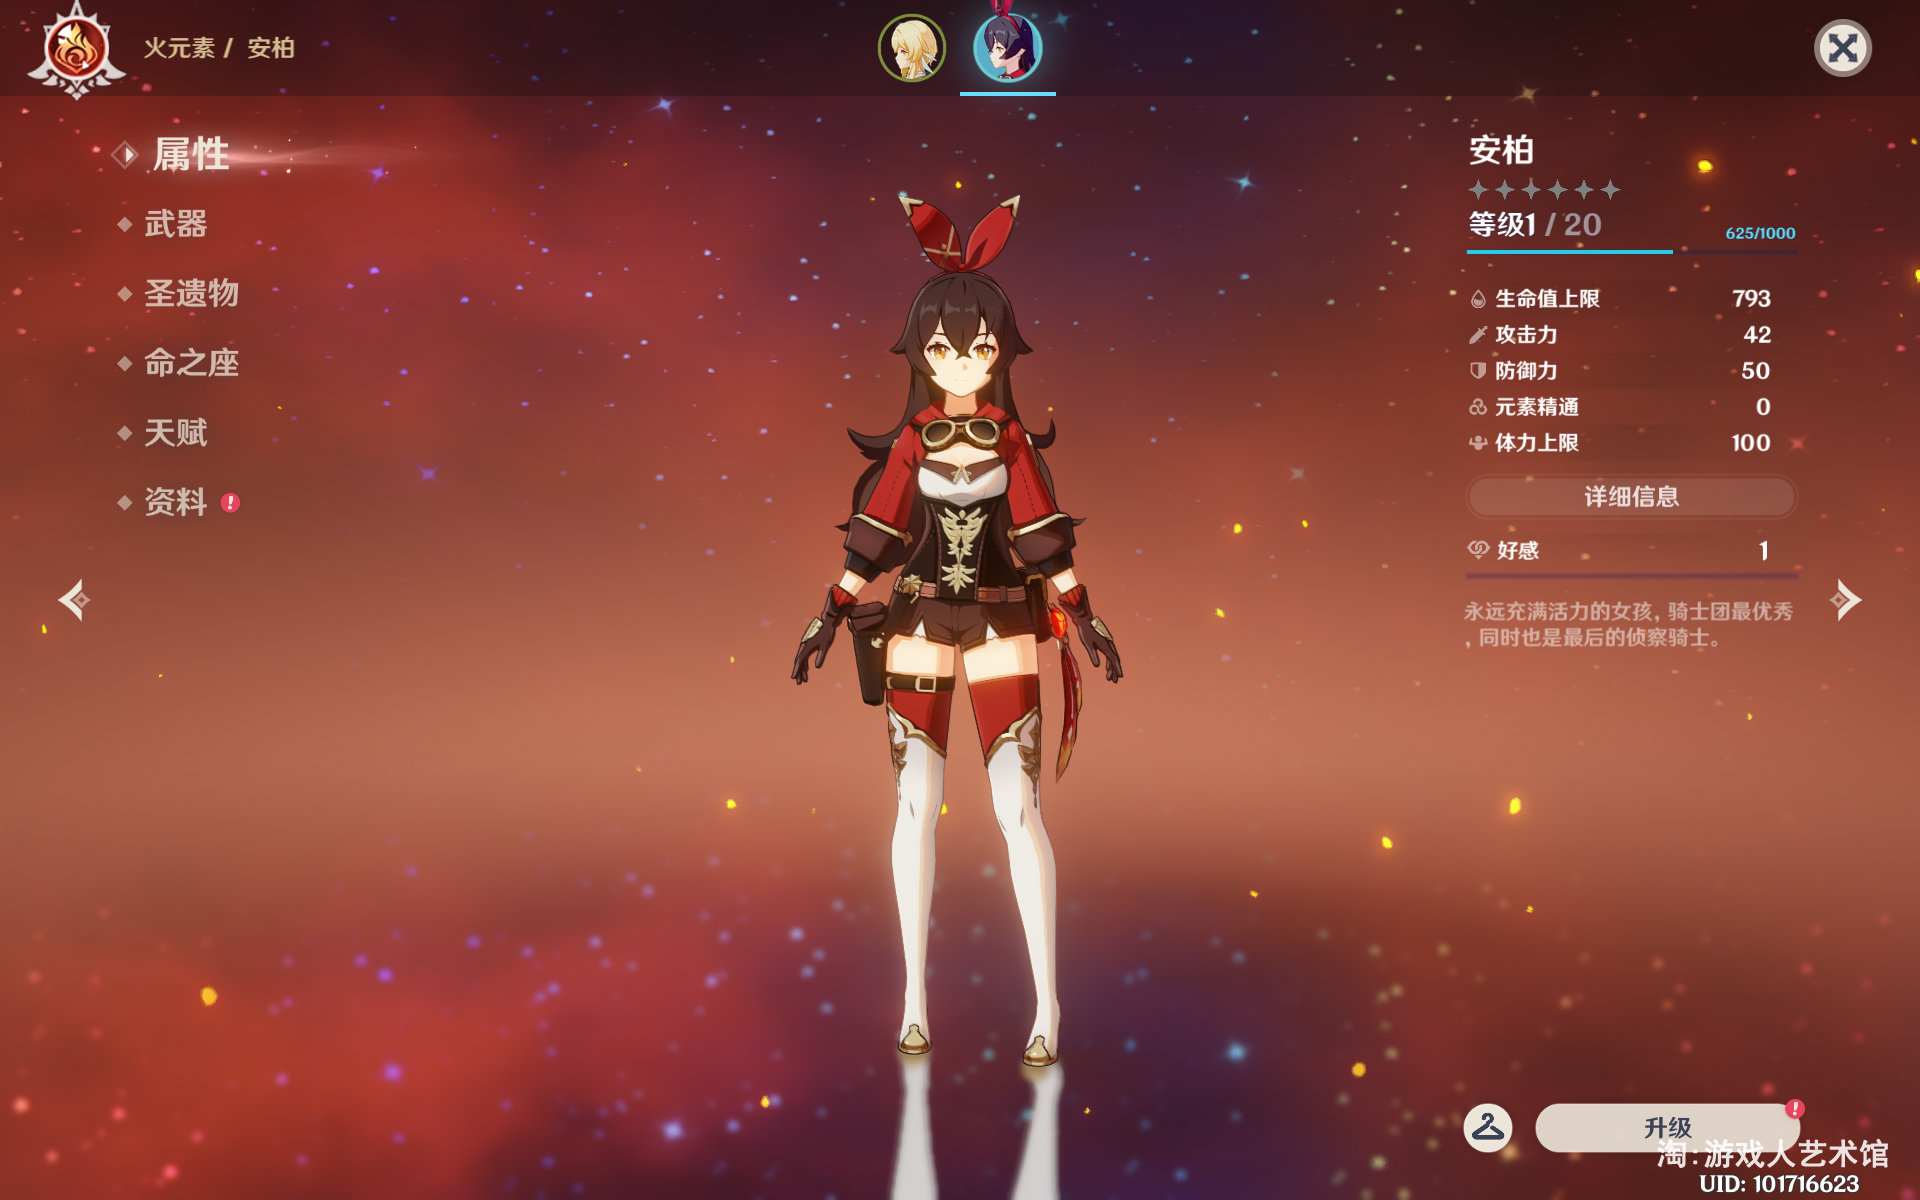 火元素 / 安柏
属性
武器
圣遗物
命之座
天赋
资料
安柏
等级1 / 20
625/1000
生命值上限 793
攻击力 42
防御力 50
元素精通 0
体力上限 100
详细信息
好感 1
永远充满活力的女孩, 骑士团最优秀
, 同时也是最后的侦察骑士。
升级
淘:游戏人艺术馆
UID: 101716623